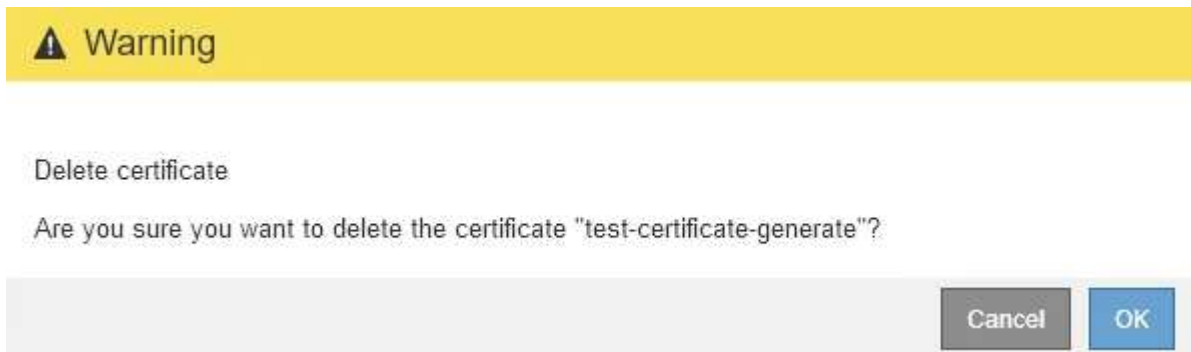 Warning
Delete certificate
Are you sure you want to delete the certificate "test-certificate-generate"?
Cancel OK